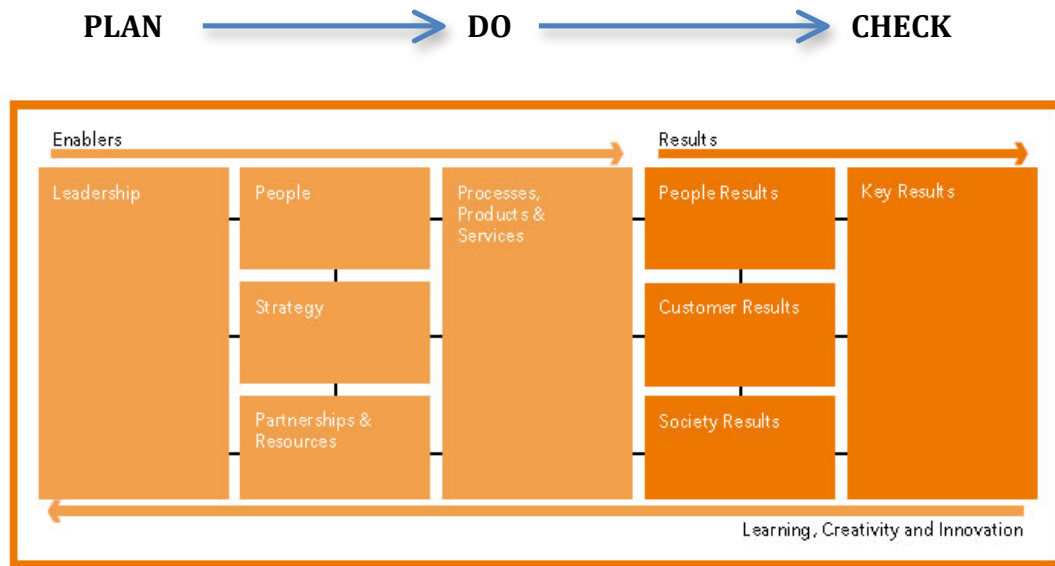 PLAN DO CHECK
Enablers
Results
Leadership
People
Processes,
Products &
Services
People Results
Key Results
Strategy
Customer Results
Partnerships &
Resources
Society Results
Learning, Creativity and Innovation